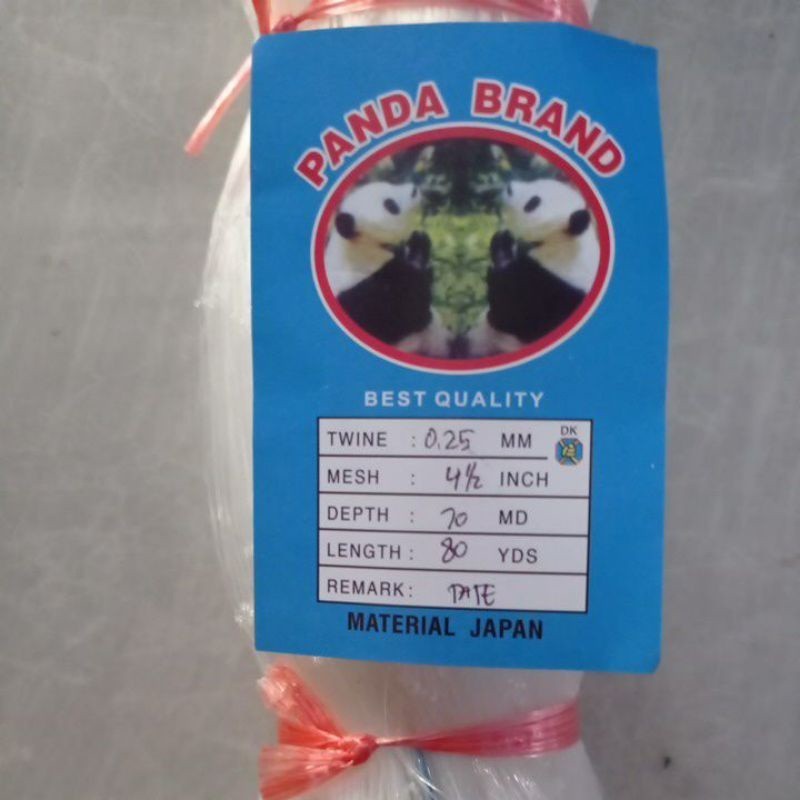 PANDA BRAND
BEST QUALITY
TWINE : 0.25 MM
DK
MESH : 4½ INCH
DEPTH : 70 MD
LENGTH : 80 YDS
REMARK :
MATERIAL JAPAN